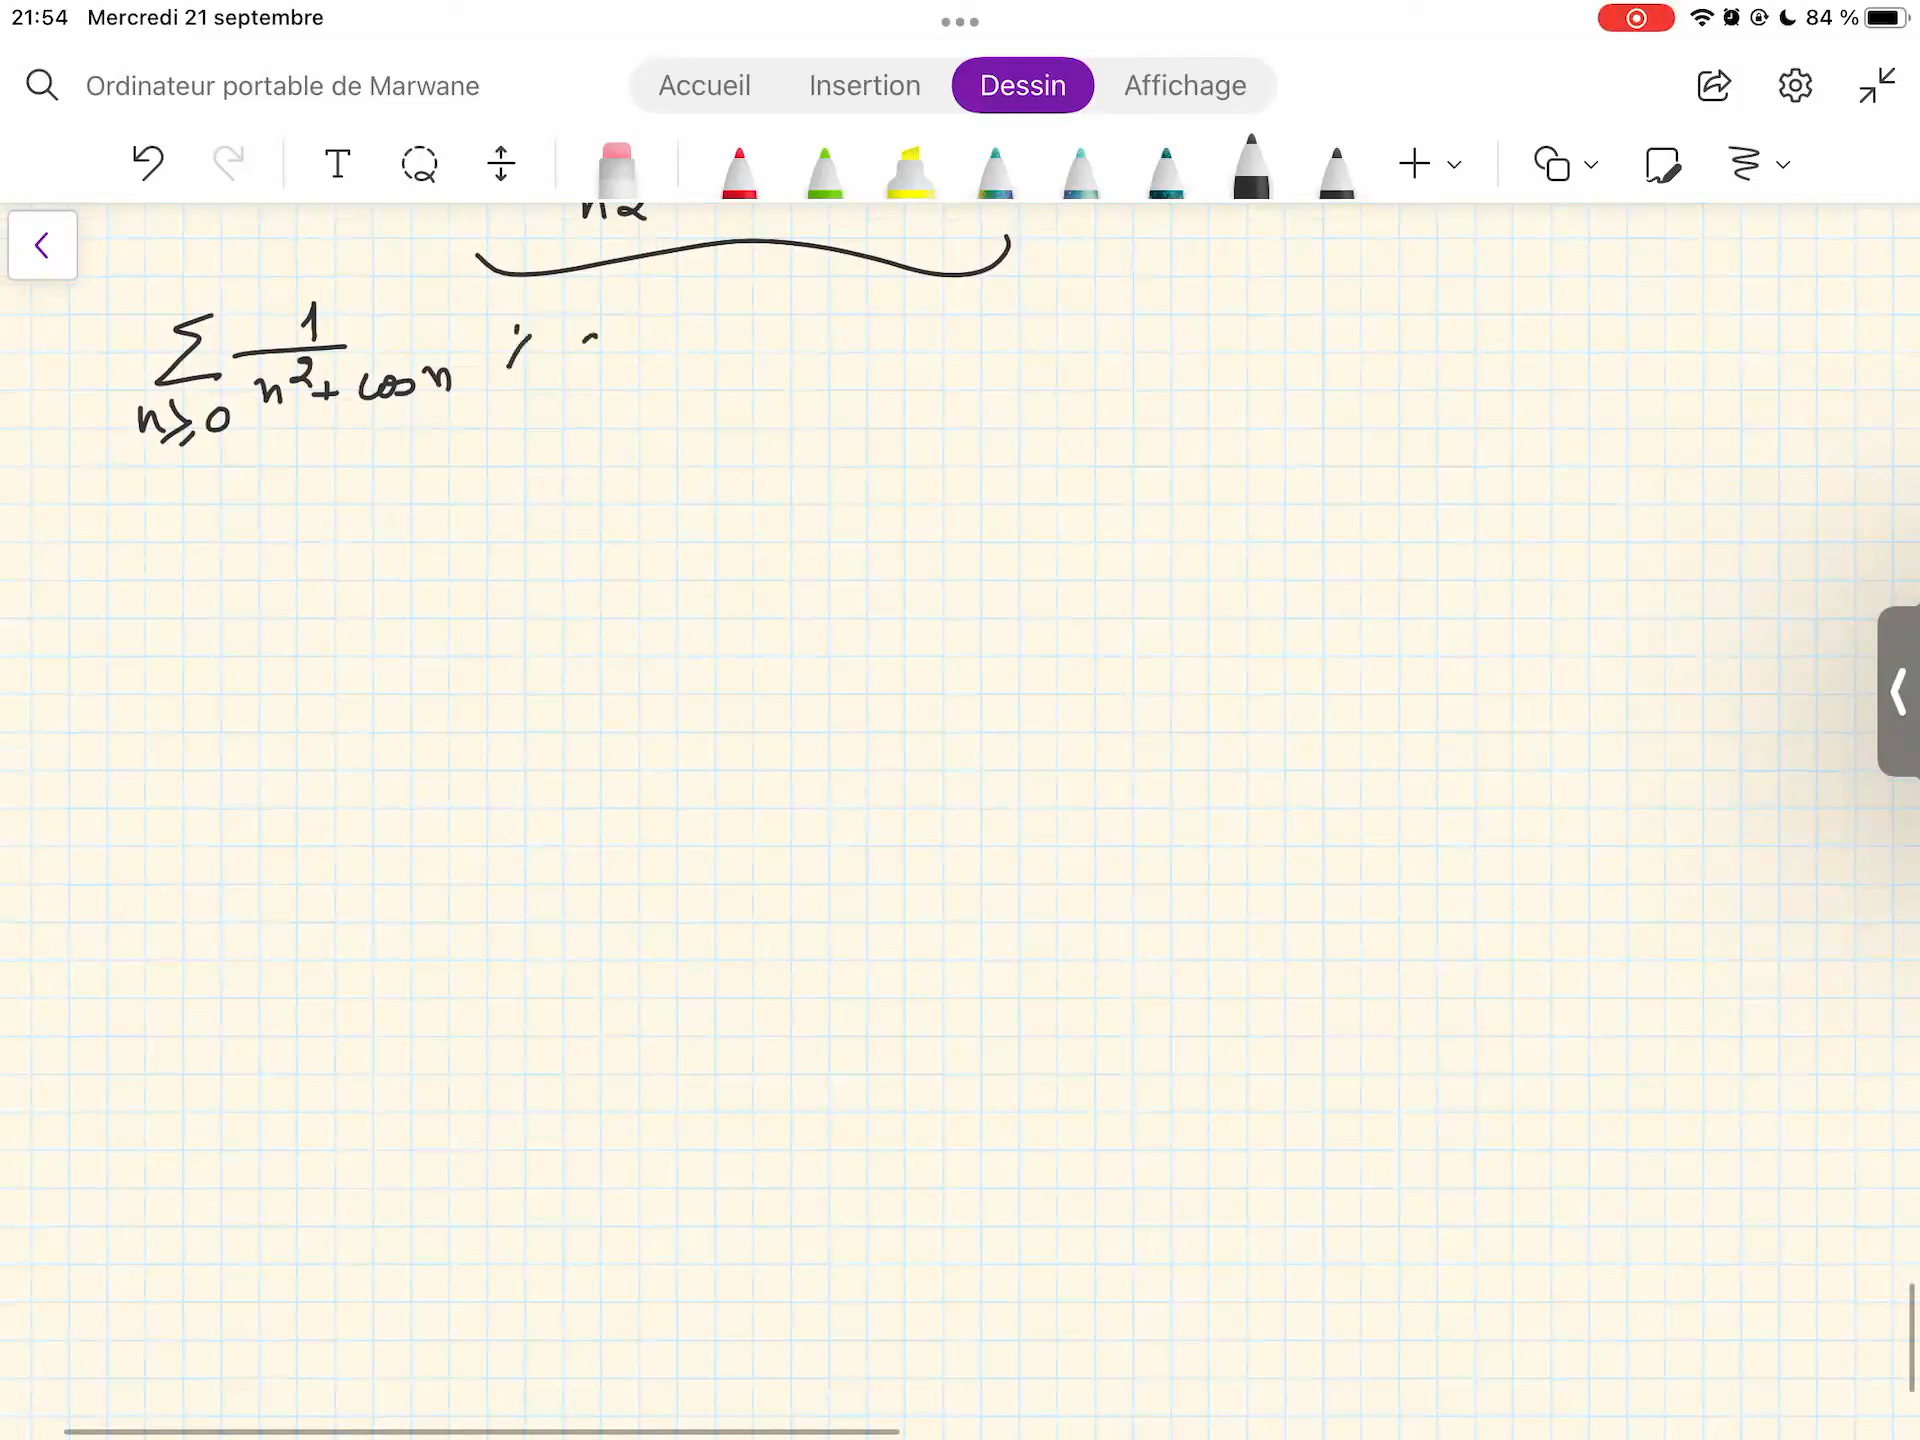 21:54 Mercredi 21 septembre
84 %
Ordinateur portable de Marwane
Accueil Insertion Dessin Affichage
T
∑ 1
n² + cos n ;
n ⩾ 0